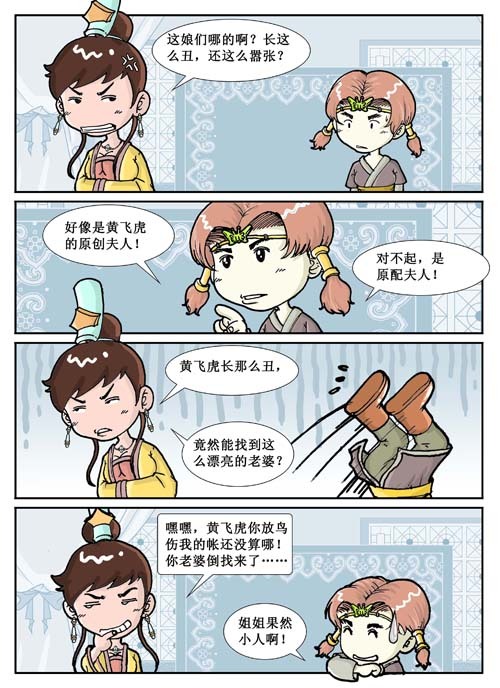 这娘们哪的啊？长这
么丑，还这么嚣张？
好像是黄飞虎
的原创夫人！
对不起，是
原配夫人！
黄飞虎长那么丑，
竟然能找到这
么漂亮的老婆？
嘿嘿，黄飞虎你放鸟
伤我的帐还没算哪！
你老婆倒找来了……
姐姐果然
小人啊！